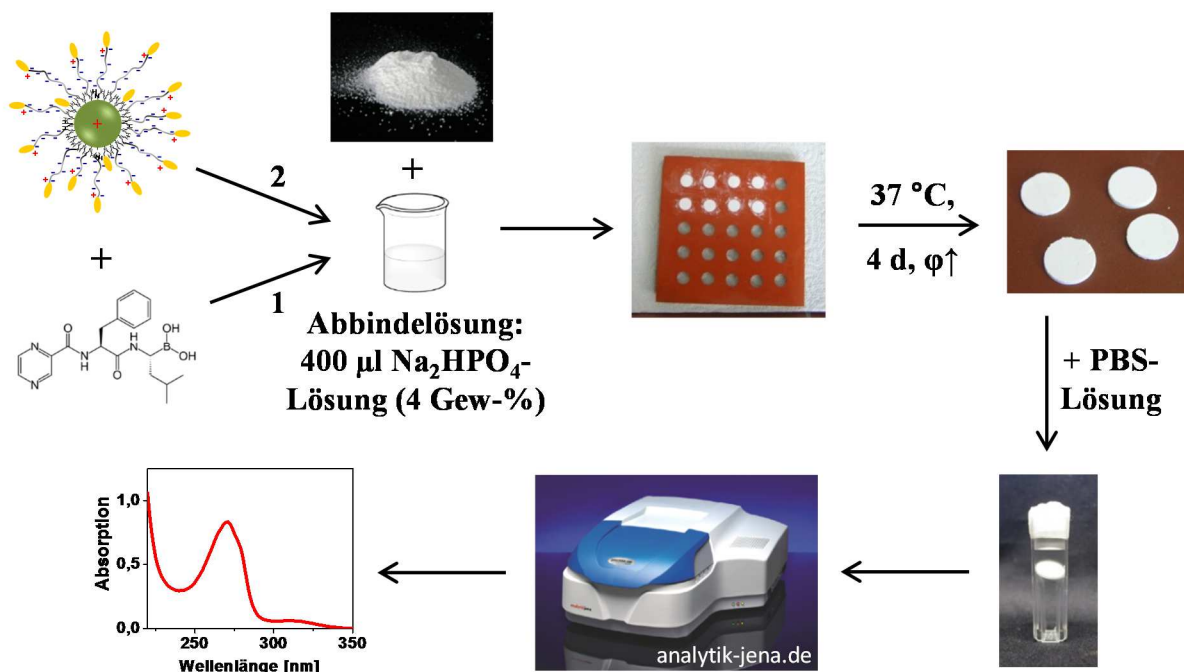 2
+
+
1
O
N
N
N
H
H
N
O
B
OH
OH
Abbindelösung:
400 µl Na₂HPO₄-
Lösung (4 Gew-%)
37 °C,
4 d, φ↑
+ PBS-
Lösung
Absorption
1,0
0,5
0,0
250
300
350
Wellenlänge [nm]
analytik-jena.de